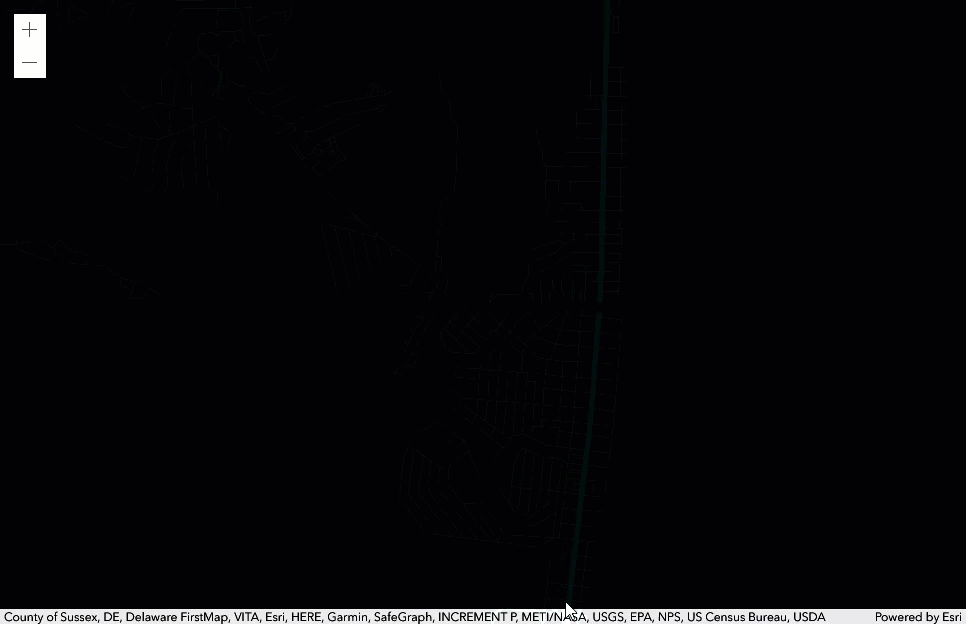 County of Sussex, DE, Delaware FirstMap, VITA, Esri, HERE, Garmin, SafeGraph, INCREMENT P, METI/NASA, USGS, EPA, NPS, US Census Bureau, USDA Powered by Esri